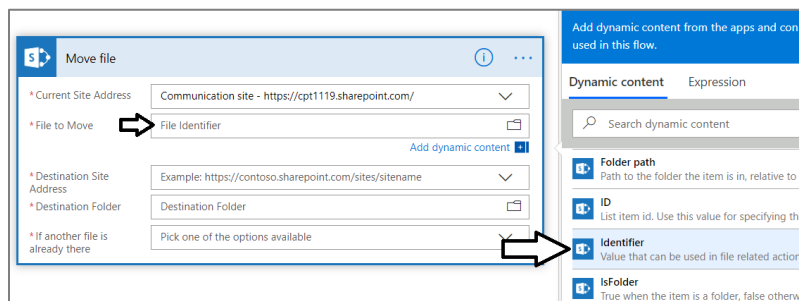 Move file
* Current Site Address
Communication site - https://cpt1119.sharepoint.com/
* File to Move
File Identifier
Add dynamic content
* Destination Site
Address
Example: https://contoso.sharepoint.com/sites/sitename
* Destination Folder
Destination Folder
* If another file is
already there
Pick one of the options available
Add dynamic content from the apps and con
used in this flow.
Dynamic content Expression
Search dynamic content
Folder path
Path to the folder the item is in, relative to
ID
List item id. Use this value for specifying th
Identifier
Value that can be used in file related action
IsFolder
True when the item is a folder, false otherw